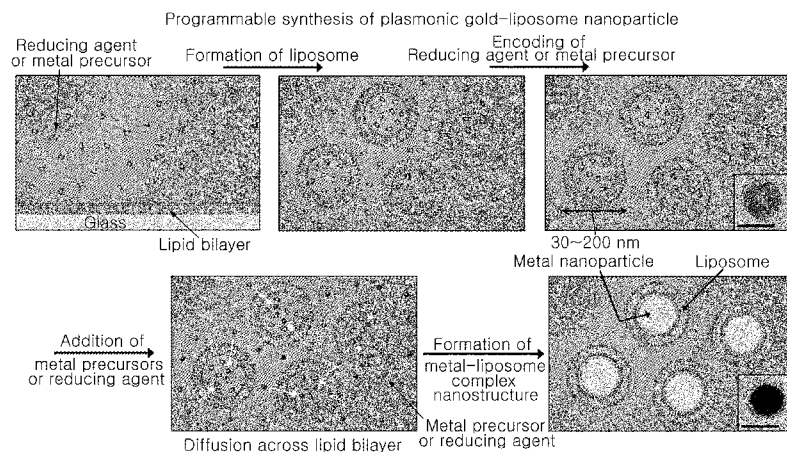 Programmable synthesis of plasmonic gold-liposome nanoparticle
Reducing agent
or metal precursor
Formation of liposome
Encoding of
Reducing agent or metal precursor
Glass
Lipid bilayer
30~200 nm
Metal nanoparticle
Liposome
Addition of
metal precursors
or reducing agent
Formation of
metal-liposome
complex
nanostructure
Metal precursor
or reducing agent
Diffusion across lipid bilayer